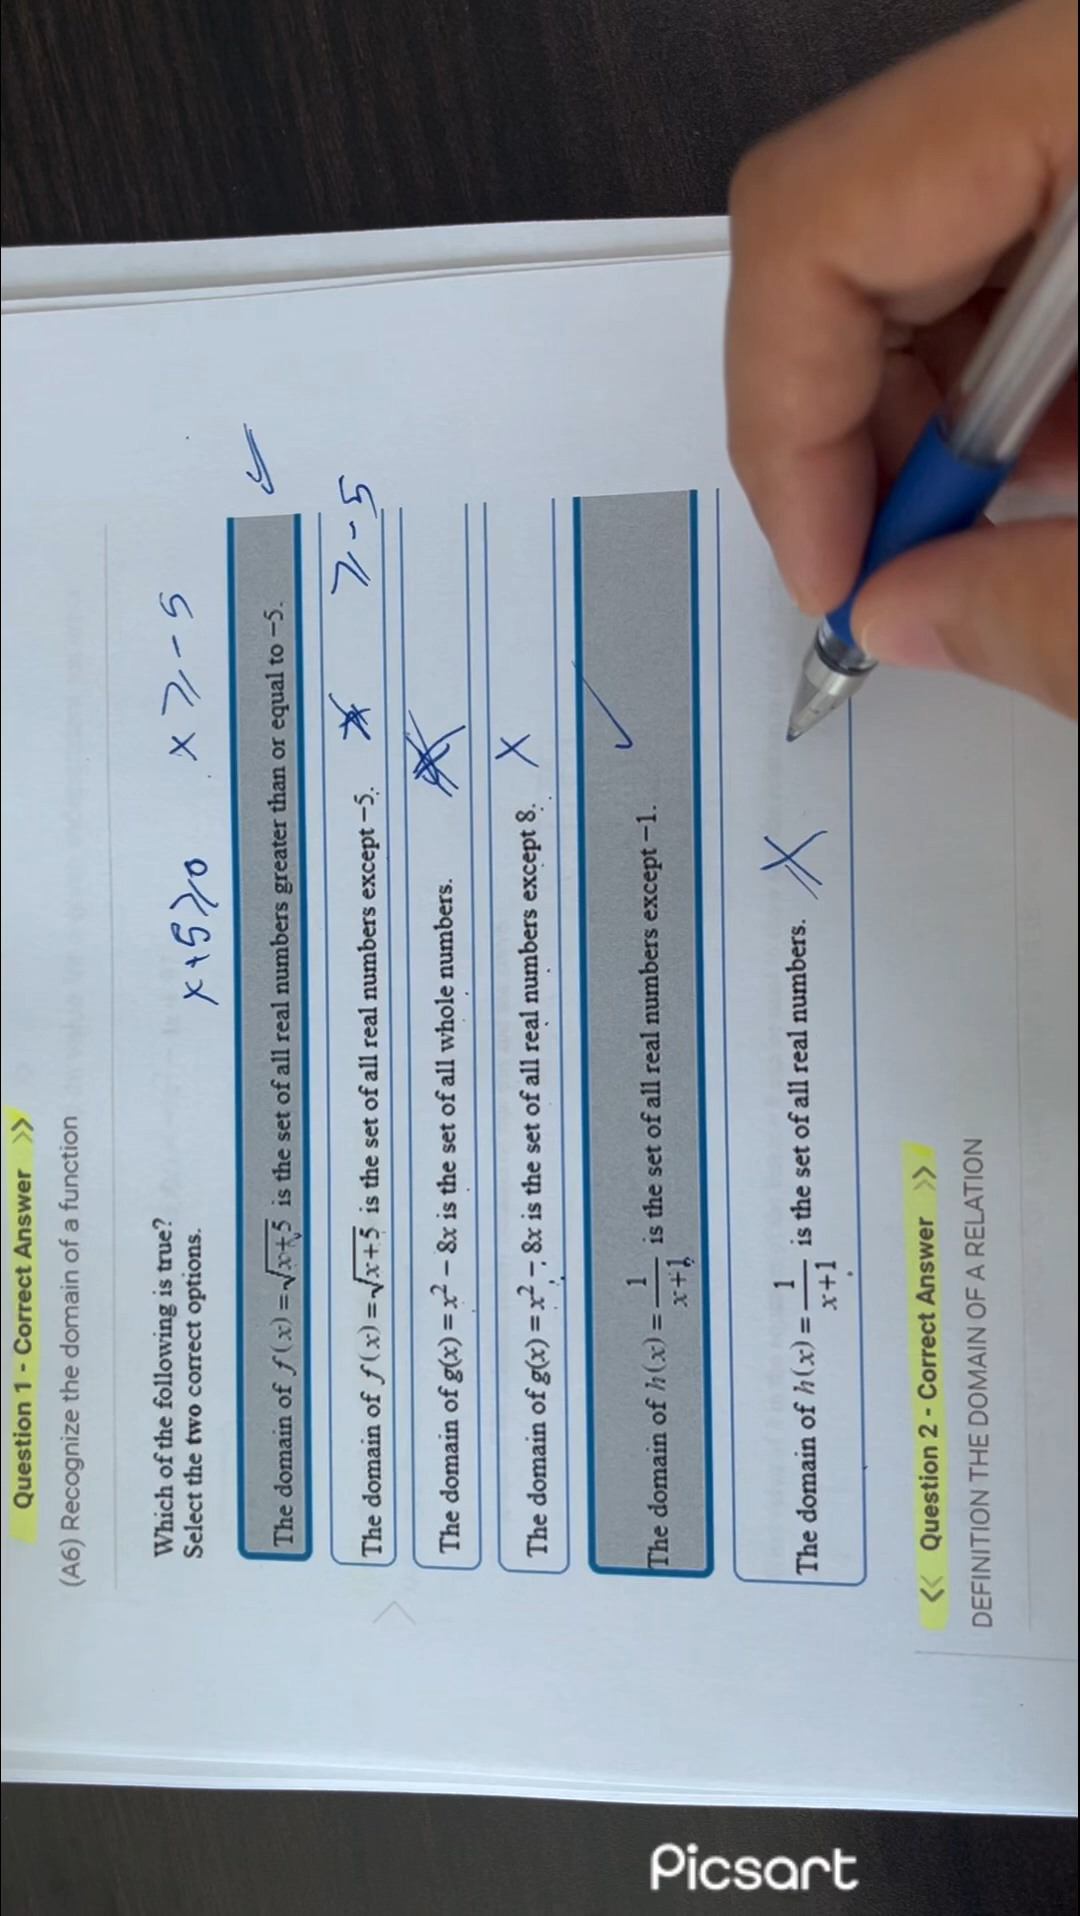 Question 1 - Correct Answer >>
(A6) Recognize the domain of a function
Which of the following is true?
Select the two correct options.
x+5⩾0 x ⩾ -5
The domain of f(x)=√x+5 is the set of all real numbers greater than or equal to −5. ✓
The domain of f(x)=√x+5 is the set of all real numbers except −5. x ⩾ -5
The domain of g(x)=x² − 8x is the set of all whole numbers. X
The domain of g(x)=x² − 8x is the set of all real numbers except 8. X
The domain of h(x)= 1/x+1 is the set of all real numbers except −1. ✓
The domain of h(x)= 1/x+1 is the set of all real numbers. X
<< Question 2 - Correct Answer >>
DEFINITION THE DOMAIN OF A RELATION
Picsart